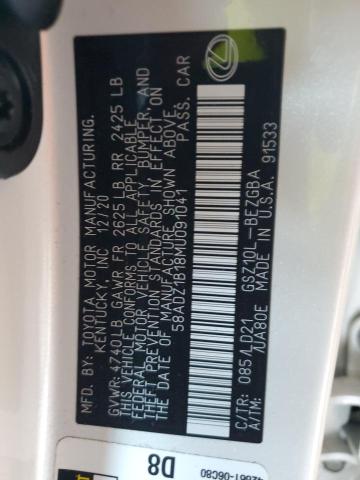 MFD. BY: TOYOTA MOTOR MANUFACTURING.
KENTUCKY, INC. 12/20
GVWR: 4740LB GAWR FR 2625 LB RR 2425 LB
THIS VEHICLE CONFORMS TO ALL APPLICABLE
FEDERAL MOTOR VEHICLE SAFETY, BUMPER, AND
THEFT PREVENTION STANDARDS IN EFFECT ON
THE DATE OF MANUFACTURE SHOWN ABOVE.
58ADZ1B18MU091041 PASS. CAR
C/TR: 085/LD21 GSZ10L-BEZGBA
A/TM: /UA80E MADE IN U.S.A. 91533
42661-06C80
D8